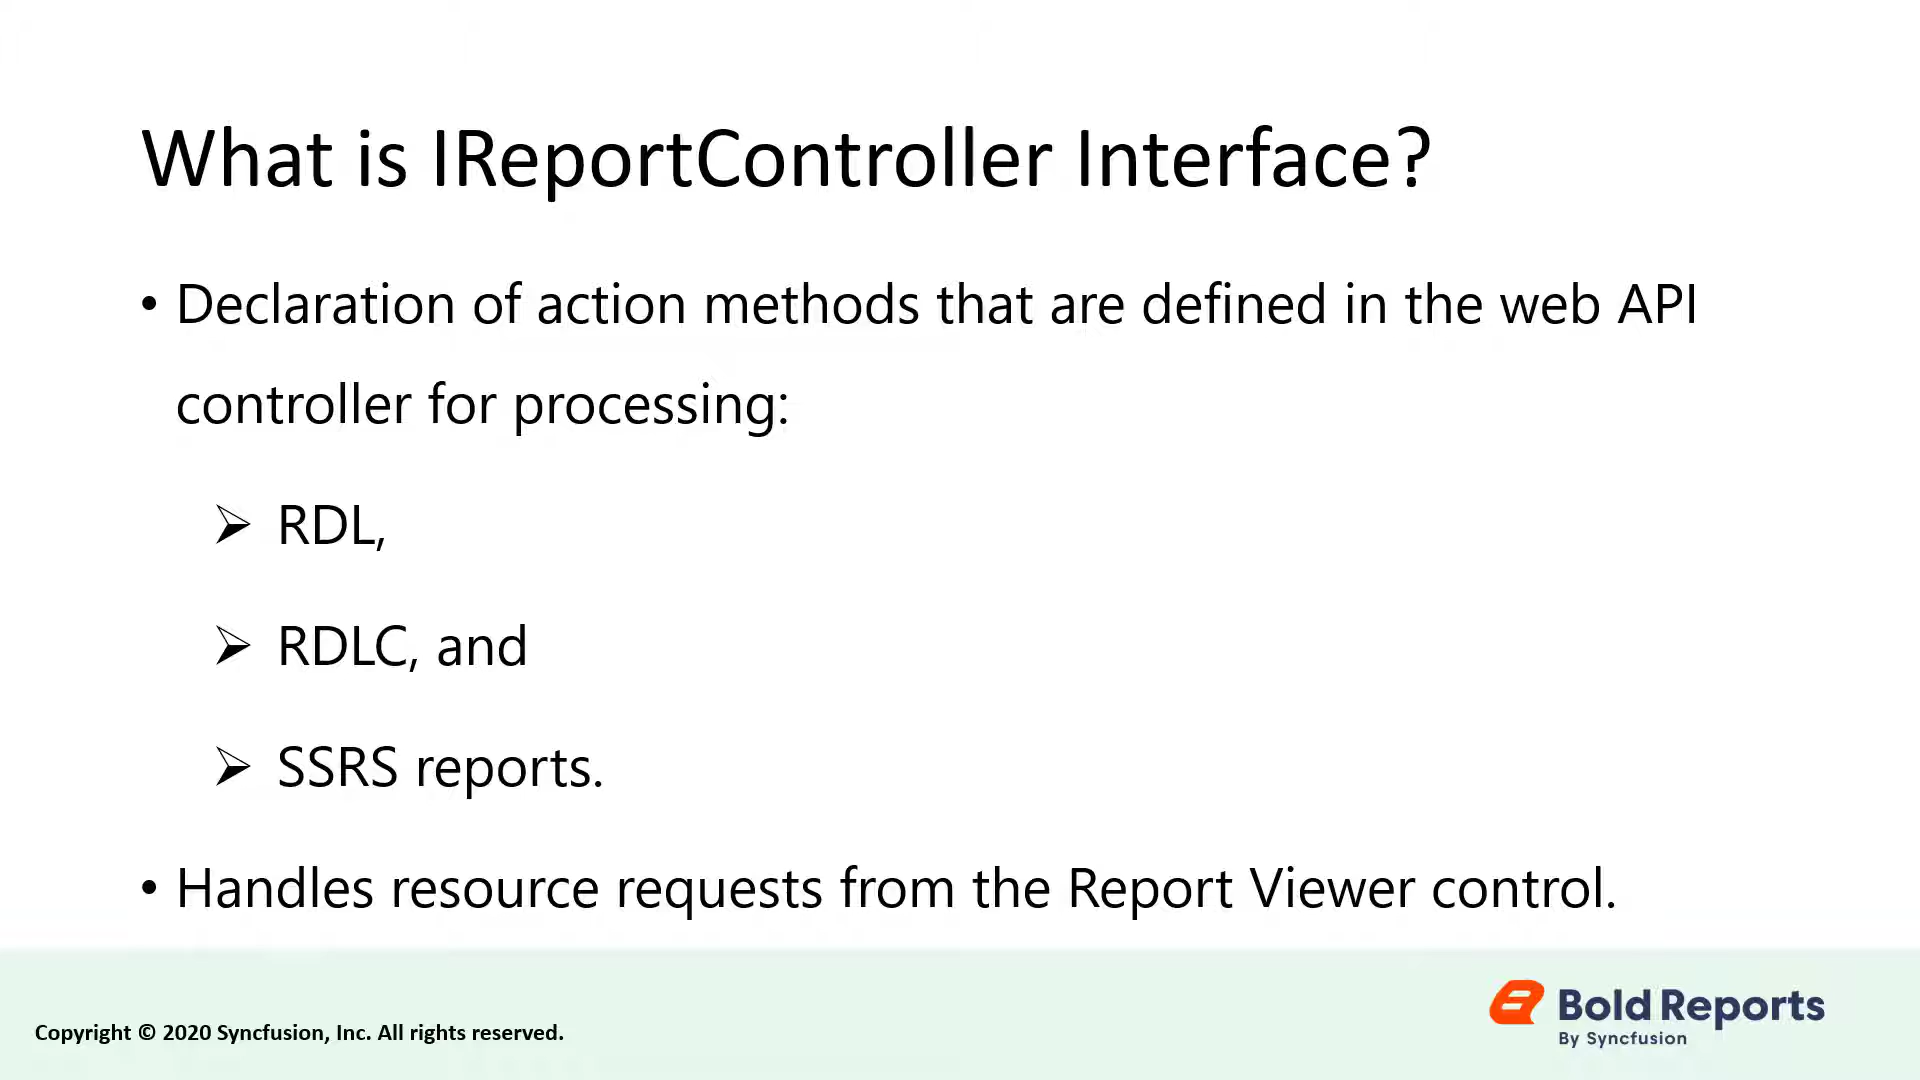 What is IReportController Interface?
• Declaration of action methods that are defined in the web API
controller for processing:
➢ RDL,
➢ RDLC, and
➢ SSRS reports.
• Handles resource requests from the Report Viewer control.
Copyright © 2020 Syncfusion, Inc. All rights reserved.
Bold Reports
By Syncfusion